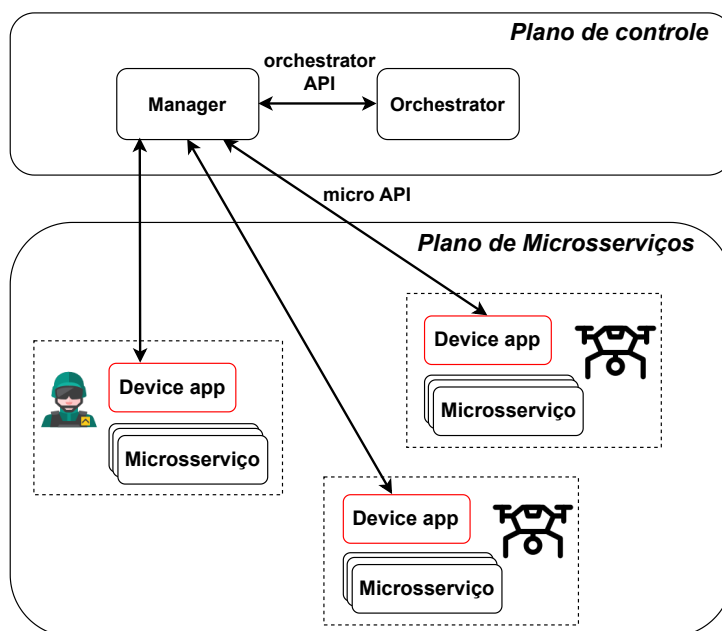 Plano de controle
orchestrator
API
Manager
Orchestrator
micro API
Plano de Microsserviços
Device app
Microsserviço
Device app
Microsserviço
Device app
Microsserviço